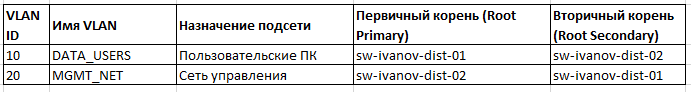 VLAN ID Имя VLAN Назначение подсети Первичный корень (Root Primary) Вторичный корень (Root Secondary)
10 DATA_USERS Пользовательские ПК sw-ivanov-dist-01 sw-ivanov-dist-02
20 MGMT_NET Сеть управления sw-ivanov-dist-02 sw-ivanov-dist-01